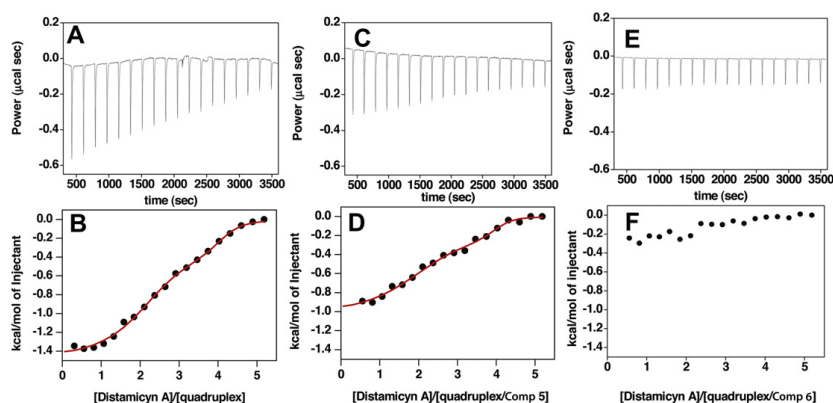 A
C
E
0.2
0.0
-0.2
-0.4
-0.6
Power (μcal sec)
500 1000 1500 2000 2500 3000 3500
time (sec)
0.2
0.0
-0.2
-0.4
-0.6
Power (μcal sec)
500 1000 1500 2000 2500 3000 3500
time (sec)
0.2
0.0
-0.2
-0.4
-0.6
Power (μcal sec)
500 1000 1500 2000 2500 3000 3500
time (sec)
B
D
F
0.0
-0.2
-0.4
-0.6
-0.8
-1.0
-1.2
-1.4
kcal/mol of Injectant
0 1 2 3 4 5
[Distamicyn A]/[quadruplex]
0.0
-0.2
-0.4
-0.6
-0.8
-1.0
-1.2
-1.4
kcal/mol of Injectant
0 1 2 3 4 5
[Distamicyn A]/[quadruplex/Comp 5]
0.0
-0.2
-0.4
-0.6
-0.8
-1.0
-1.2
-1.4
kcal/mol of injectant
0 1 2 3 4 5
[Distamicyn A]/[quadruplex/Comp 6]